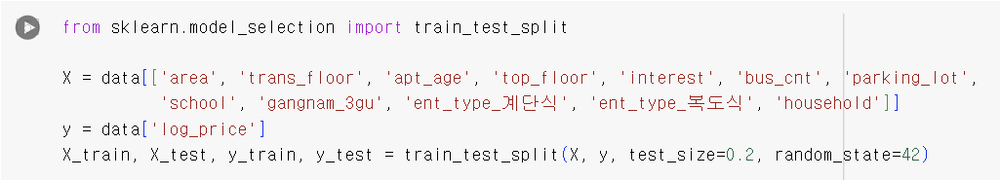 from sklearn.model_selection import train_test_split
X = data[['area', 'trans_floor', 'apt_age', 'top_floor', 'interest', 'bus_cnt', 'parking_lot',
'school', 'gangnam_3gu', 'ent_type_계단식', 'ent_type_복도식', 'household']]
y = data['log_price']
X_train, X_test, y_train, y_test = train_test_split(X, y, test_size=0.2, random_state=42)